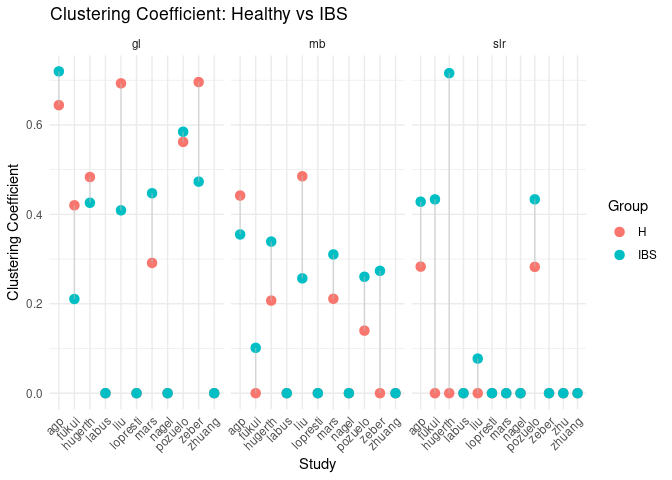 Clustering Coefficient: Healthy vs IBS
gl mb slr
0.6
0.4
0.2
0.0
Clustering Coefficient
agp fukui hugerth labus liu lopresti mars nagel pozuelo zeber zhuang
agp fukui hugerth labus liu lopresti mars nagel pozuelo zeber zhuang
agp fukui hugerth labus liu lopresti mars nagel pozuelo zeber zhu zhuang
Study
Group
H
IBS